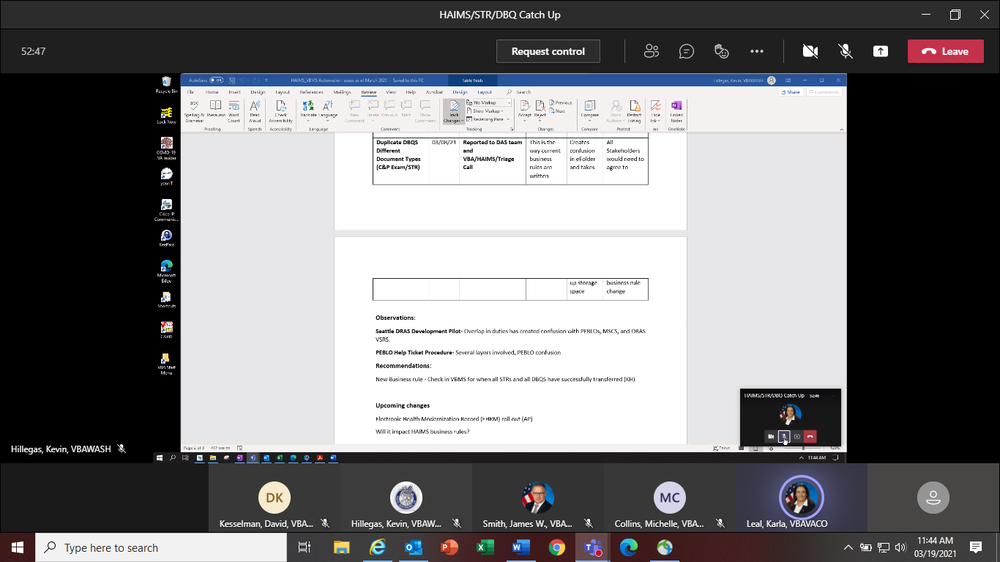 HAIMS/STR/DBQ Catch Up
52:47
Request control
Leave
Recycle Bin
Lock Now
COVID-19
VA Insider
yourIT
Cisco IP
Communic...
KeePass
Microsoft
Edge
Shortcuts
CAPRI
VBA Start
Menu
AutoSave
HAIMS_VBMS Automation issues as of March 2021 - Saved to this PC
Table Tools
Hillegas, Kevin, VBAWASH
File Home Insert Design Layout References Mailings Review View Help Acrobat Design Layout Search
Share Comments
Spelling &
Grammar
Thesaurus
Word
Count
Read
Aloud
Check
Accessibility
Translate Language
New
Comment
Delete Previous Next
Show
Comments
Track
Changes
No Markup
Show Markup
Reviewing Pane
Accept Reject
Previous
Next
Compare
Block
Authors
Restrict
Editing
Hide
Ink
Linked
Notes
Proofing Speech Accessibility Language Comments Tracking Changes Compare Protect Ink OneNote
Duplicate DBQS 03/08/21 Reported to DAS team This is the Creates All
Different and way current confusion Stakeholders
Document Types VBA/HAIMS/Triage business in eFolder would need to
(C&P Exam/STR) Call rules are and takes agree to
written
up storage business rule
space change
Observations:
Seattle DRAS Development Pilot- Overlap in duties has created confusion with PEBLOs, MSCS, and DRAS
VSRS.
PEBLO Help Ticket Procedure- Several layers involved, PEBLO confusion
Recommendations:
New Business rule - Check in VBMS for when all STRs and all DBQS have successfully transferred (KH)
Upcoming changes
Electronic Health Modernization Record (EHRM) roll out (AP)
Will it impact HAIMS business rules?
HAIMS/STR/DBQ Catch Up 52:46
Page 2 of 3 412 words
Focus
120%
11:44 AM
Hillegas, Kevin, VBAWASH
DK
MC
Kesselman, David, VBA...
Hillegas, Kevin, VBAW...
Smith, James W., VBA...
Collins, Michelle, VBA...
Leal, Karla, VBAVACO
Type here to search
11:44 AM
03/19/2021